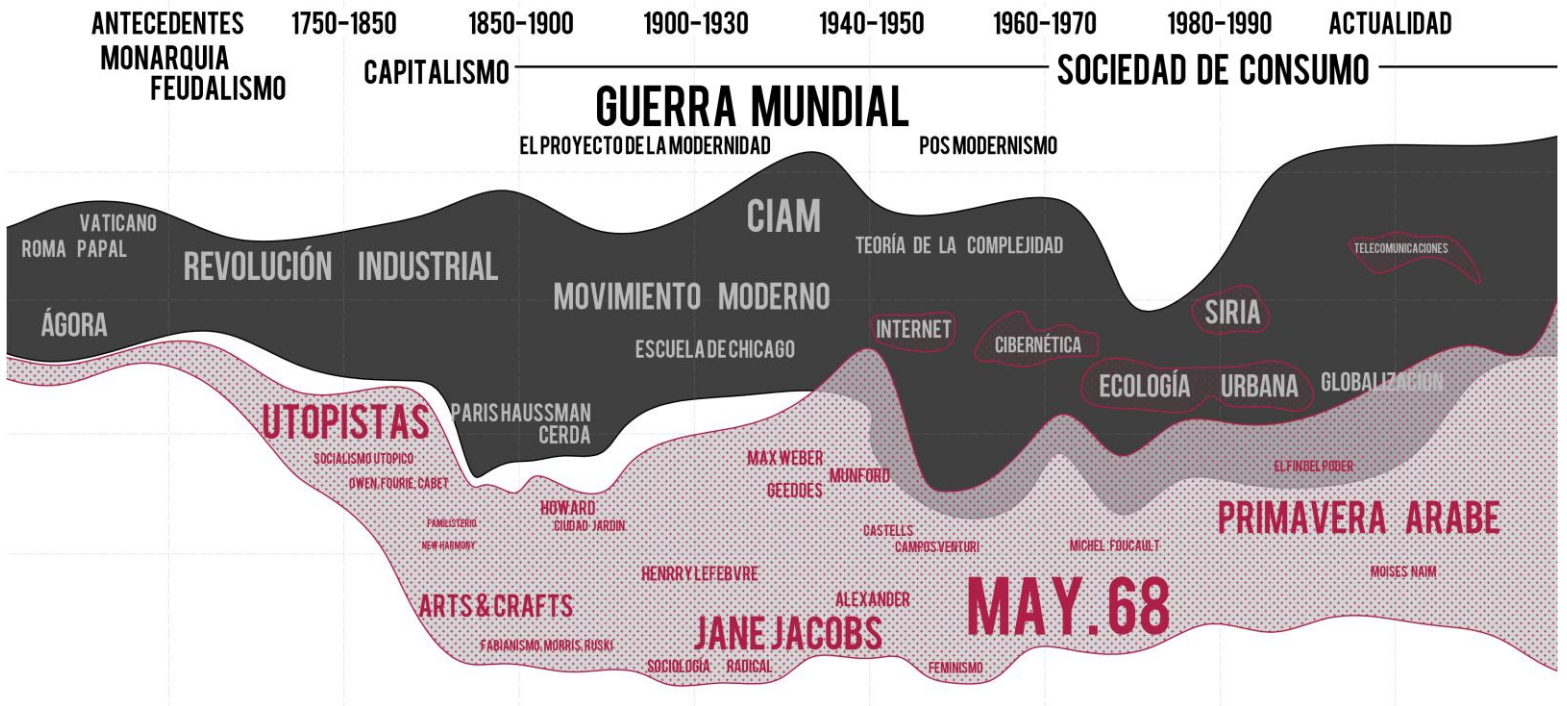 ANTECEDENTES
1750-1850
1850-1900
1900-1930
1940-1950
1960-1970
1980-1990
ACTUALIDAD
MONARQUIA
FEUDALISMO
CAPITALISMO
SOCIEDAD DE CONSUMO
GUERRA MUNDIAL
EL PROYECTO DE LA MODERNIDAD
POS MODERNISMO
VATICANO
ROMA PAPAL
ÁGORA
REVOLUCIÓN INDUSTRIAL
CIAM
TEORÍA DE LA COMPLEJIDAD
TELECOMUNICACIONES
MOVIMIENTO MODERNO
INTERNET
CIBERNÉTICA
SIRIA
ESCUELA DE CHICAGO
ECOLOGÍA URBANA
GLOBALIZACION
PARIS HAUSSMAN
CERDA
UTOPISTAS
SOCIALISMO UTOPICO
OWEN, FOURIE, CABET
FAMILISTERIO
NEW HARMONY
HOWARD
CIUDAD JARDIN
MAX WEBER
GEEDDES
MUNFORD
EL FIN DEL PODER
PRIMAVERA ARABE
CASTELLS
CAMPOS VENTURI
MICHEL FOUCAULT
MOISES NAIM
HENRRY LEFEBVRE
ARTS & CRAFTS
ALEXANDER
MAY. 68
JANE JACOBS
FABIANISMO, MORRIS, RUSKI
SOCIOLOGÍA RADICAL
FEMINISMO